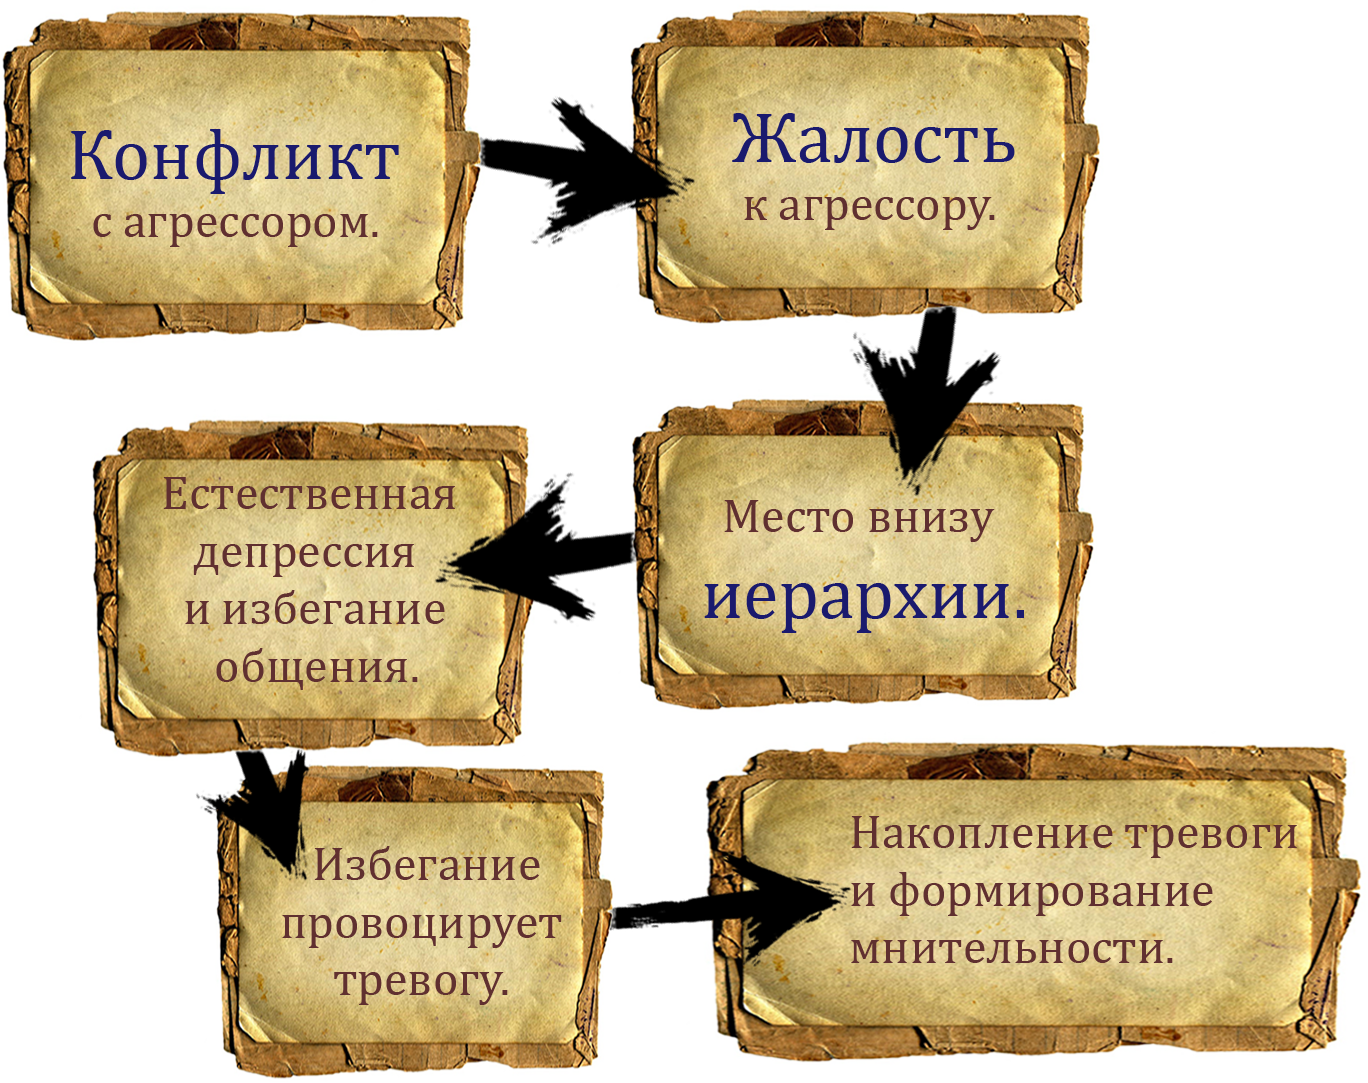 Конфликт
с агрессором.
Жалость
к агрессору.
Место внизу
иерархии.
Естественная
депрессия
и избегание
общения.
Избегание
провоцирует
тревогу.
Накопление тревоги
и формирование
мнительности.